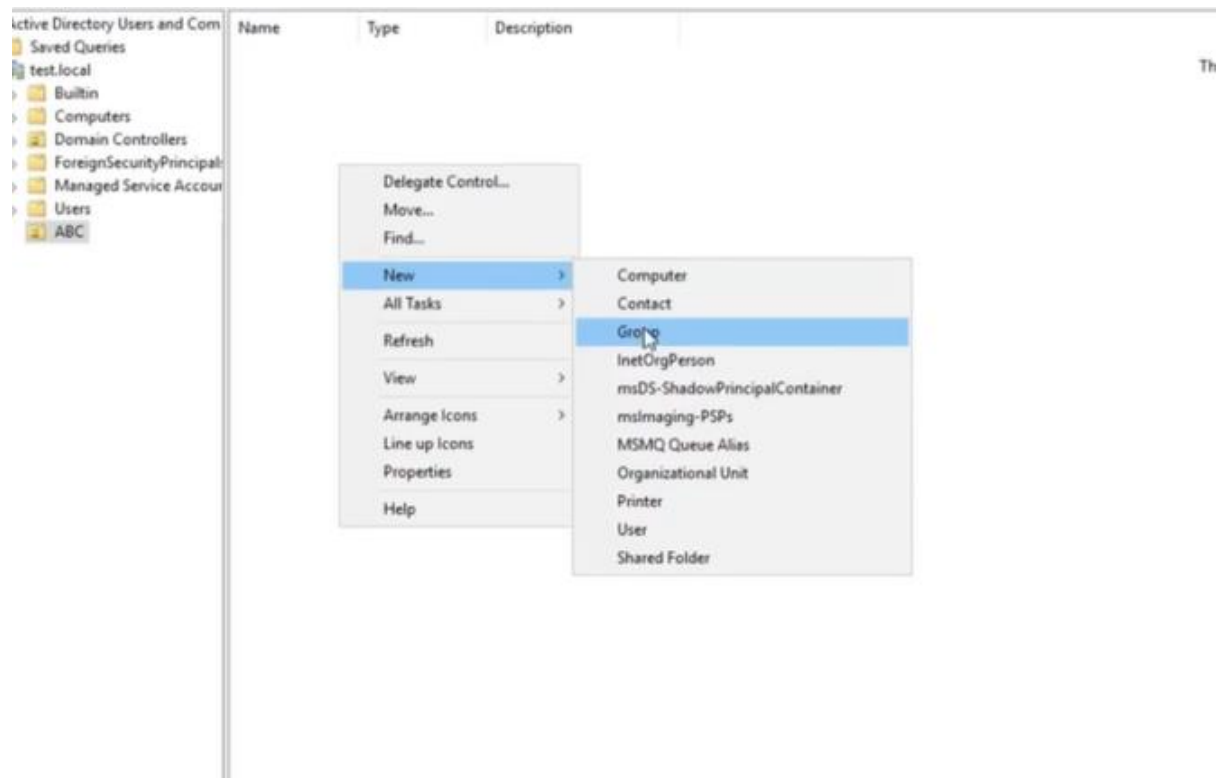 Active Directory Users and Com
Saved Queries
test.local
Builtin
Computers
Domain Controllers
ForeignSecurityPrincipals
Managed Service Accour
Users
ABC
Name Type Description
Th
Delegate Control...
Move...
Find...
New
All Tasks
Refresh
View
Arrange Icons
Line up Icons
Properties
Help
Computer
Contact
Group
InetOrgPerson
msDS-ShadowPrincipalContainer
msImaging-PSPs
MSMQ Queue Alias
Organizational Unit
Printer
User
Shared Folder